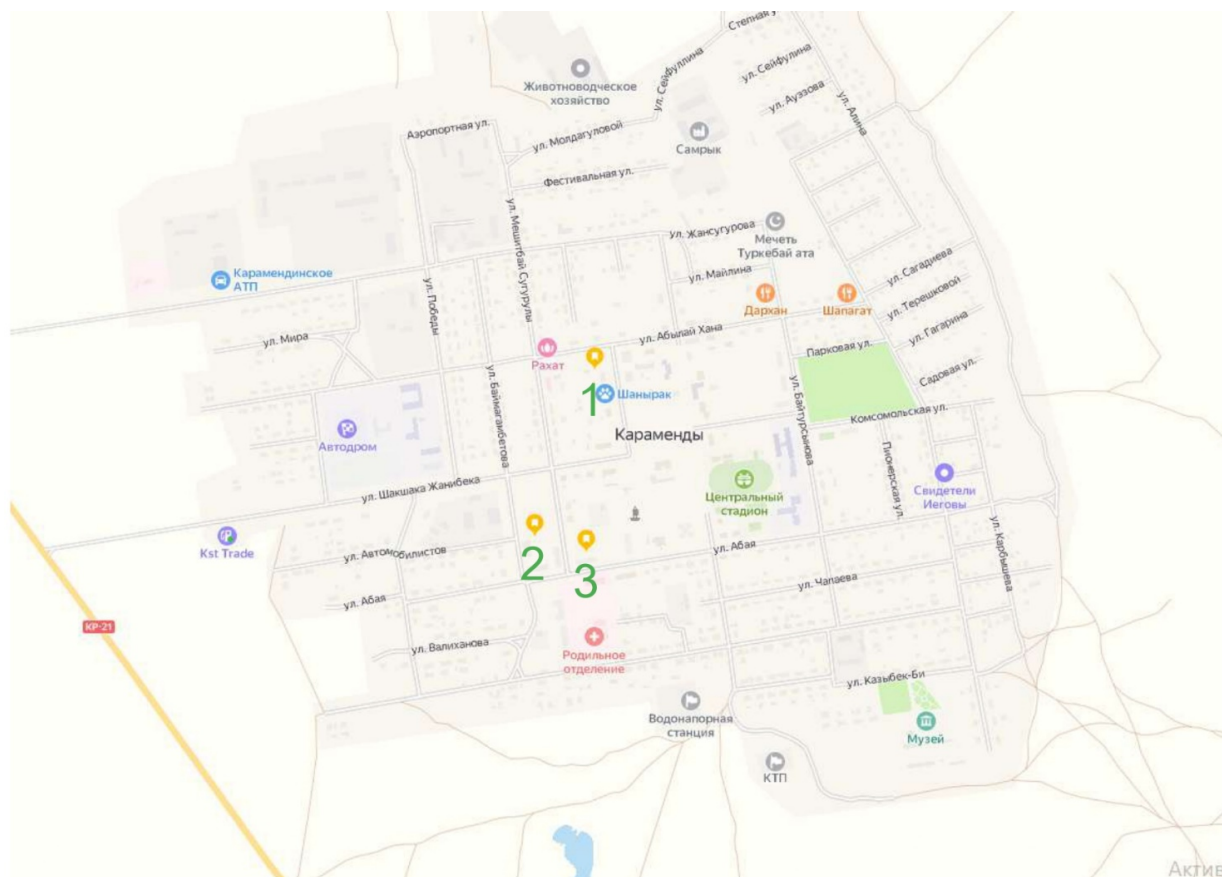 Степная у
ул. Сейфуллина
ул. Сейфулина
Животноводческое
хозяйство
ул. Ауэзова
ул. Алина
Аэропортная ул.
ул. Молдагуловой
Самрык
Фестивальная ул.
ул. Мешитбай Сугурулы
ул. Жансугурова
Мечеть
Туркебай ата
ул. Майлина
ул. Сагадиева
Карамендинское
АТП
ул. Победы
Дархан
Шапагат
ул. Терешковой
ул. Мира
ул. Абылай Хана
ул. Гагарина
Парковая ул.
Рахат
Садовая ул.
ул. Баймагамбетова
1
Шанырак
ул. Байтурсынова
Комсомольская ул.
Караменды
Автодром
Пионерская ул.
ул. Шакшака Жанибека
Центральный
стадион
Свидетели
Иеговы
Kst Trade
ул. Автомобилистов
2
3
ул. Абая
ул. Карбышева
ул. Чапаева
ул. Абая
КР-21
ул. Валиханова
Родильное
отделение
ул. Казыбек-Би
Водонапорная
станция
Музей
КТП
Актив